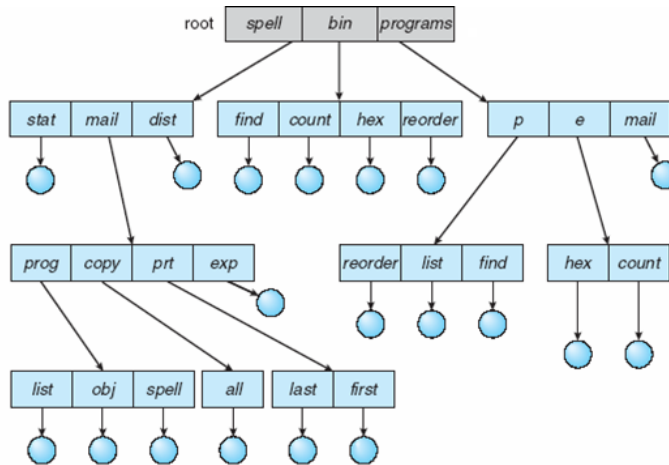 root spell bin programs
stat mail dist find count hex reorder p e mail
prog copy prt exp reorder list find hex count
list obj spell all last first